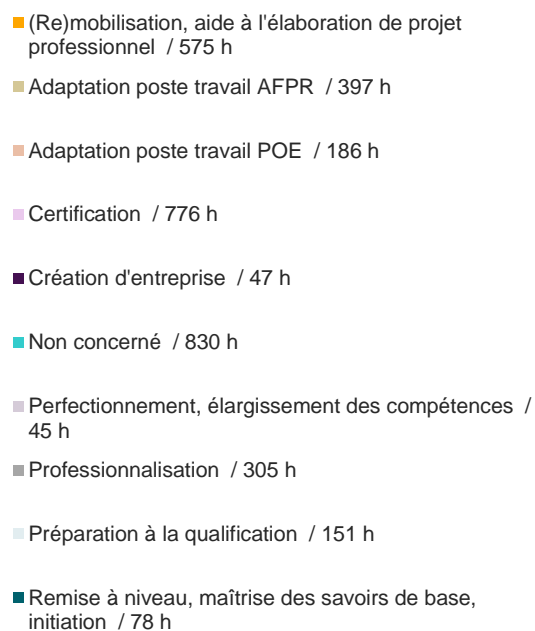 (Re)mobilisation, aide à l'élaboration de projet
professionnel / 575 h
Adaptation poste travail AFPR / 397 h
Adaptation poste travail POE / 186 h
Certification / 776 h
Création d'entreprise / 47 h
Non concerné / 830 h
Perfectionnement, élargissement des compétences /
45 h
Professionnalisation / 305 h
Préparation à la qualification / 151 h
Remise à niveau, maîtrise des savoirs de base,
initiation / 78 h